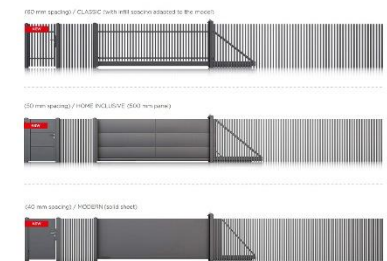 (80 mm spacing) / CLASSIC (with infill spacing adapted to the model)
NEW
(50 mm spacing) / HOME INCLUSIVE (500 mm panel)
NEW
(40 mm spacing) / MODERN (solid sheet)
NEW